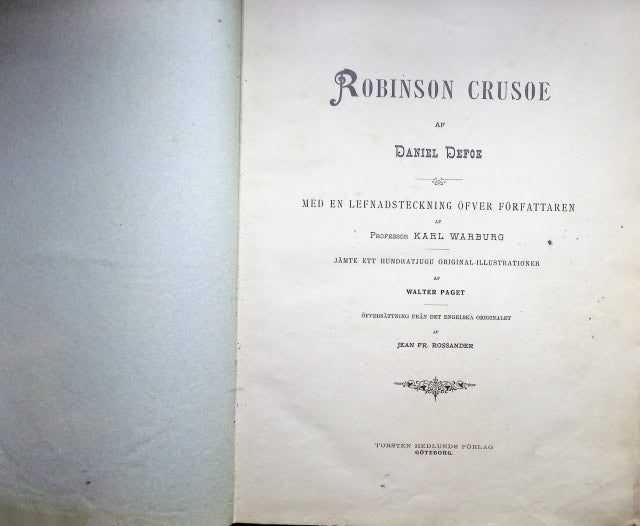 ROBINSON CRUSOE
AF
DANIEL DEFOE
MED EN LEFNADSTECKNING ÖFVER FÖRFATTAREN
AF
PROFESSOR KARL WARBURG
JÄMTE ETT HUNDRATJUGU ORIGINAL-ILLUSTRATIONER
AF
WALTER PAGET
ÖFVERSÄTTNING FRÅN DET ENGELSKA ORIGINALET
AF
JEAN FR. ROSSANDER
TORSTEN HEDLUNDS FÖRLAG
GÖTEBORG.